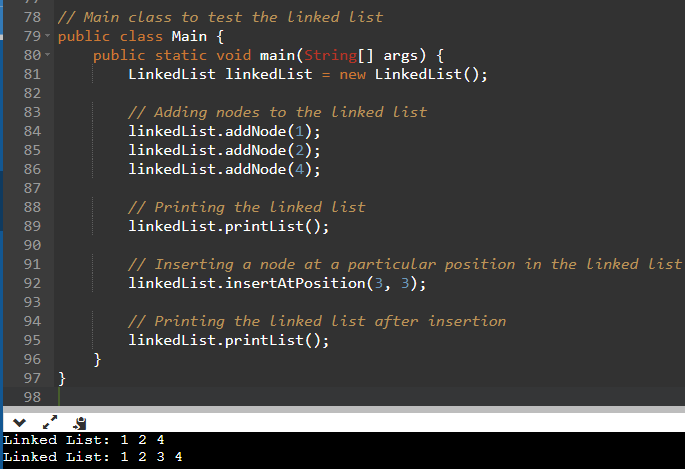 78 // Main class to test the linked list
79 public class Main {
80 public static void main(String[] args) {
81 LinkedList linkedList = new LinkedList();
82
83 // Adding nodes to the linked list
84 linkedList.addNode(1);
85 linkedList.addNode(2);
86 linkedList.addNode(4);
87
88 // Printing the linked list
89 linkedList.printList();
90
91 // Inserting a node at a particular position in the linked list
92 linkedList.insertAtPosition(3, 3);
93
94 // Printing the linked list after insertion
95 linkedList.printList();
96 }
97 }
98
Linked List: 1 2 4
Linked List: 1 2 3 4